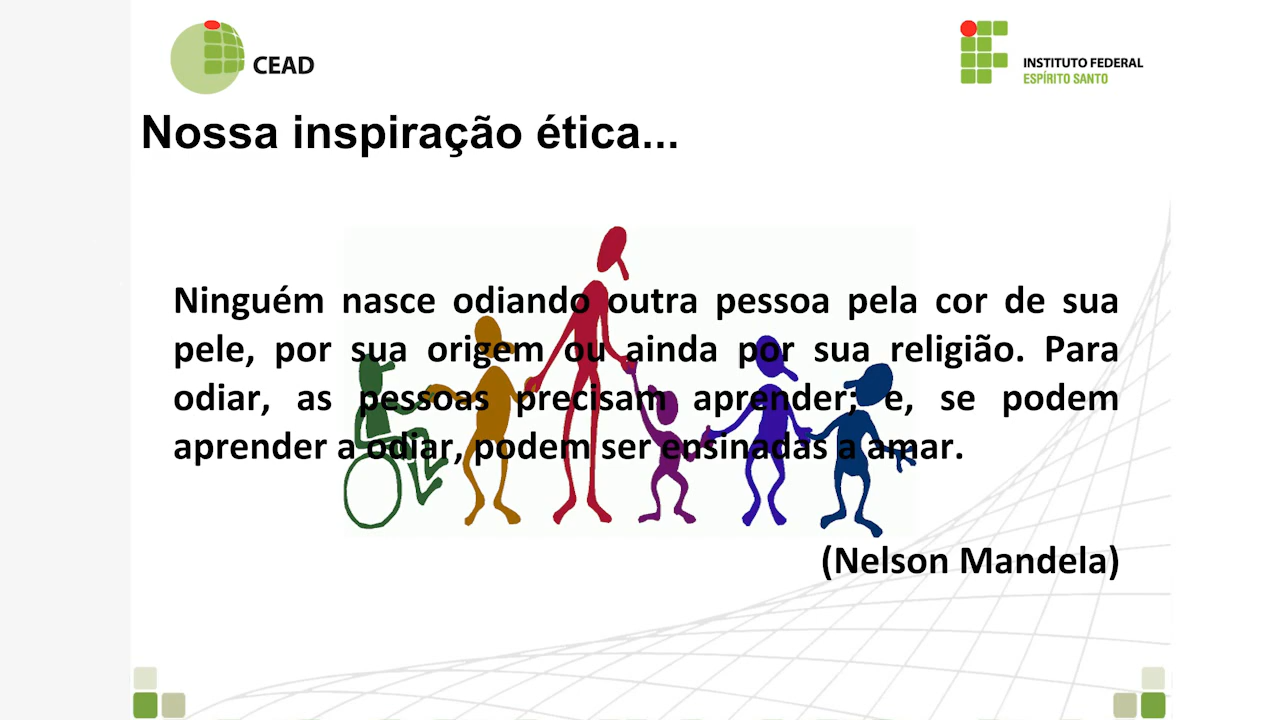 CEAD
INSTITUTO FEDERAL
ESPÍRITO SANTO
Nossa inspiração ética...
Ninguém nasce odiando outra pessoa pela cor de sua
pele, por sua origem ou ainda por sua religião. Para
odiar, as pessoas precisam aprender; e, se podem
aprender a odiar, podem ser ensinadas a amar.
(Nelson Mandela)